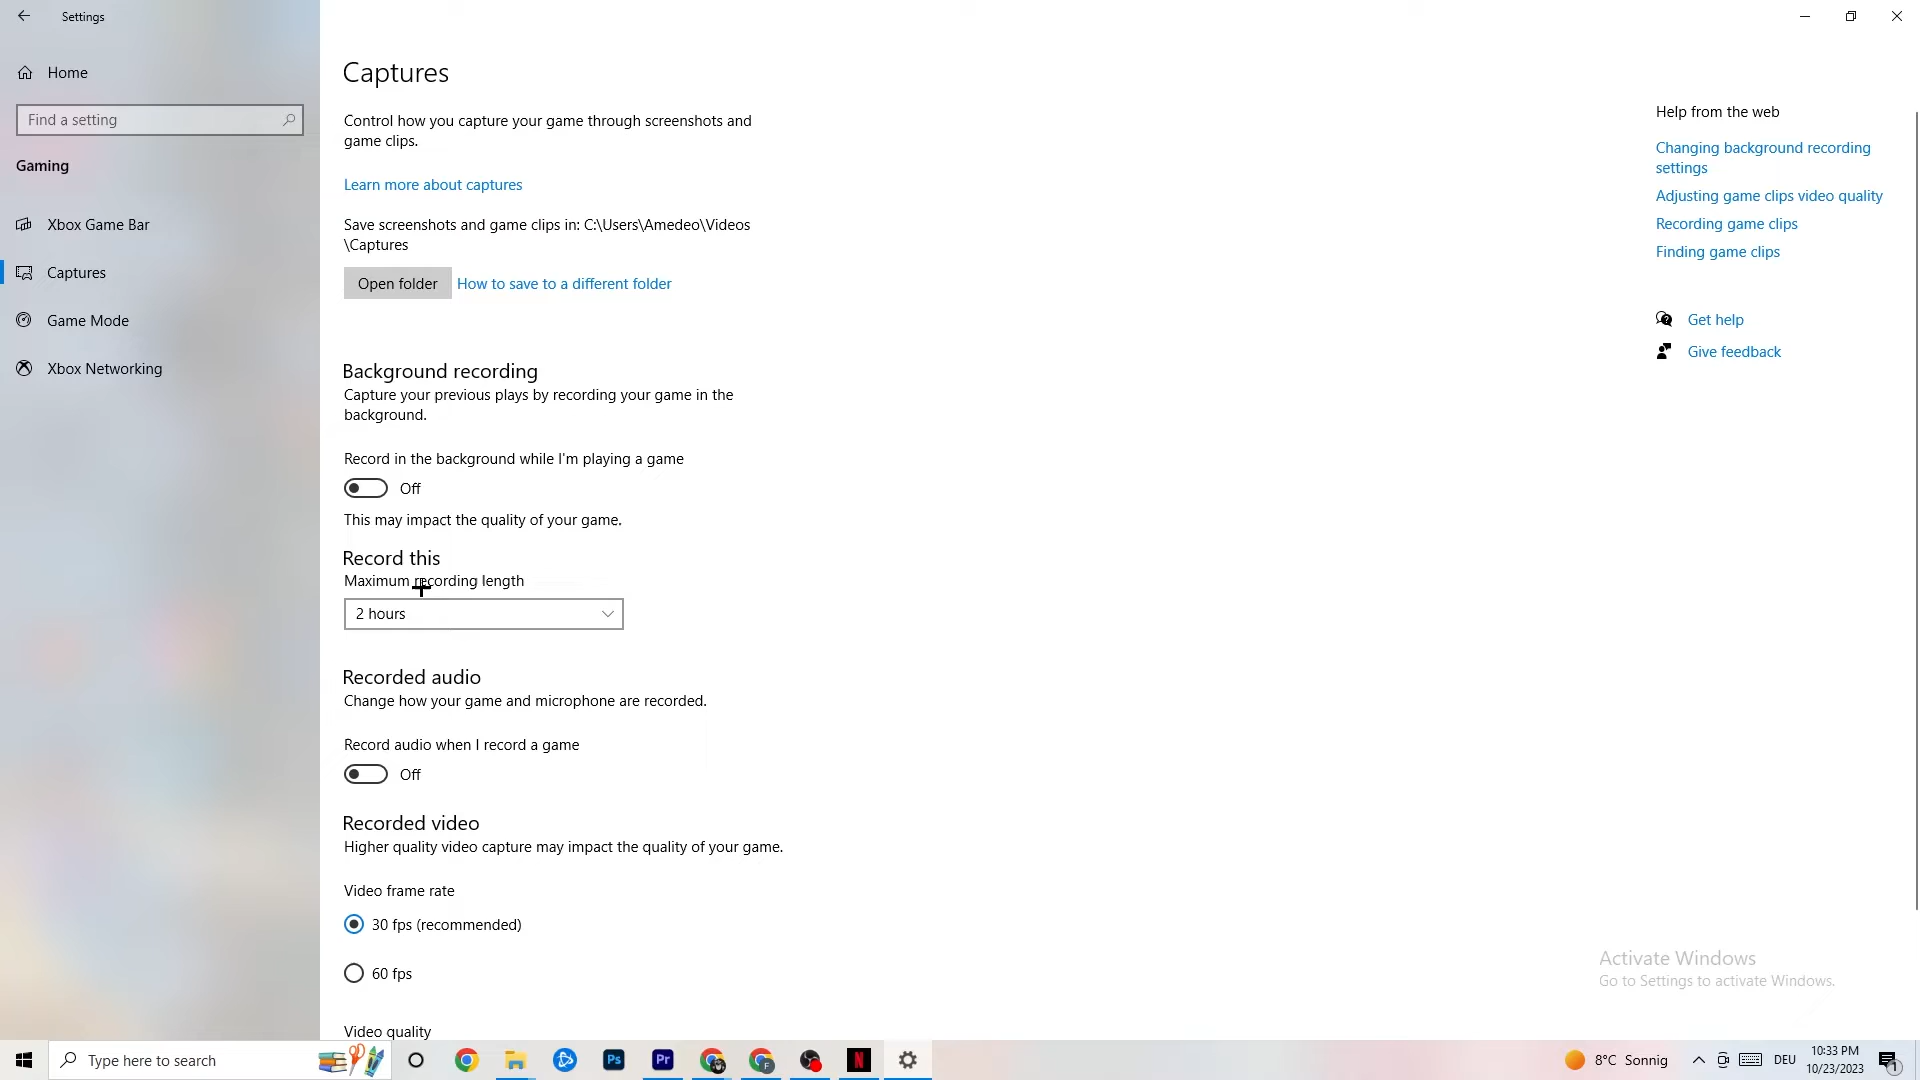 Settings
Home
Find a setting
Gaming
Xbox Game Bar
Captures
Game Mode
Xbox Networking
Captures
Control how you capture your game through screenshots and
game clips.
Learn more about captures
Save screenshots and game clips in: C:\Users\Amedeo\Videos
\Captures
Open folder
How to save to a different folder
Background recording
Capture your previous plays by recording your game in the
background.
Record in the background while I'm playing a game
Off
This may impact the quality of your game.
Record this
Maximum recording length
2 hours
Recorded audio
Change how your game and microphone are recorded.
Record audio when I record a game
Off
Recorded video
Higher quality video capture may impact the quality of your game.
Video frame rate
30 fps (recommended)
60 fps
Video quality
Help from the web
Changing background recording
settings
Adjusting game clips video quality
Recording game clips
Finding game clips
Get help
Give feedback
Activate Windows
Go to Settings to activate Windows.
Type here to search
Ps
Pr
F
N
8°C Sonnig
DEU
10:33 PM
10/23/2023
1